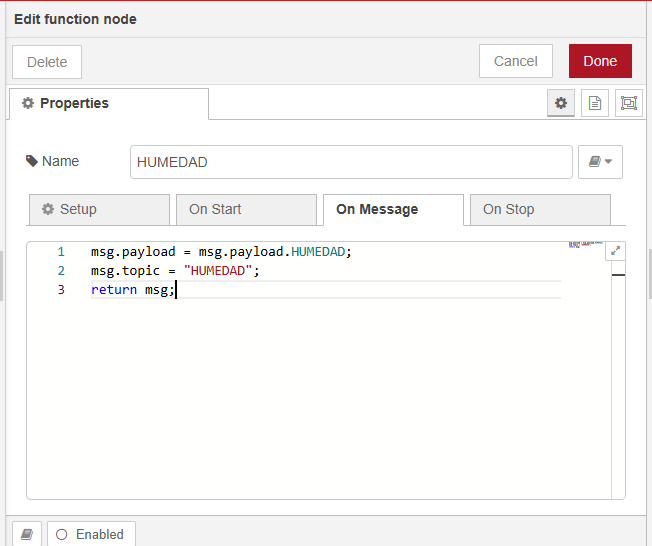 Edit function node
Delete
Cancel
Done
Properties
Name
HUMEDAD
Setup
On Start
On Message
On Stop
1 msg.payload = msg.payload.HUMEDAD;
2 msg.topic = "HUMEDAD";
3 return msg;
Enabled